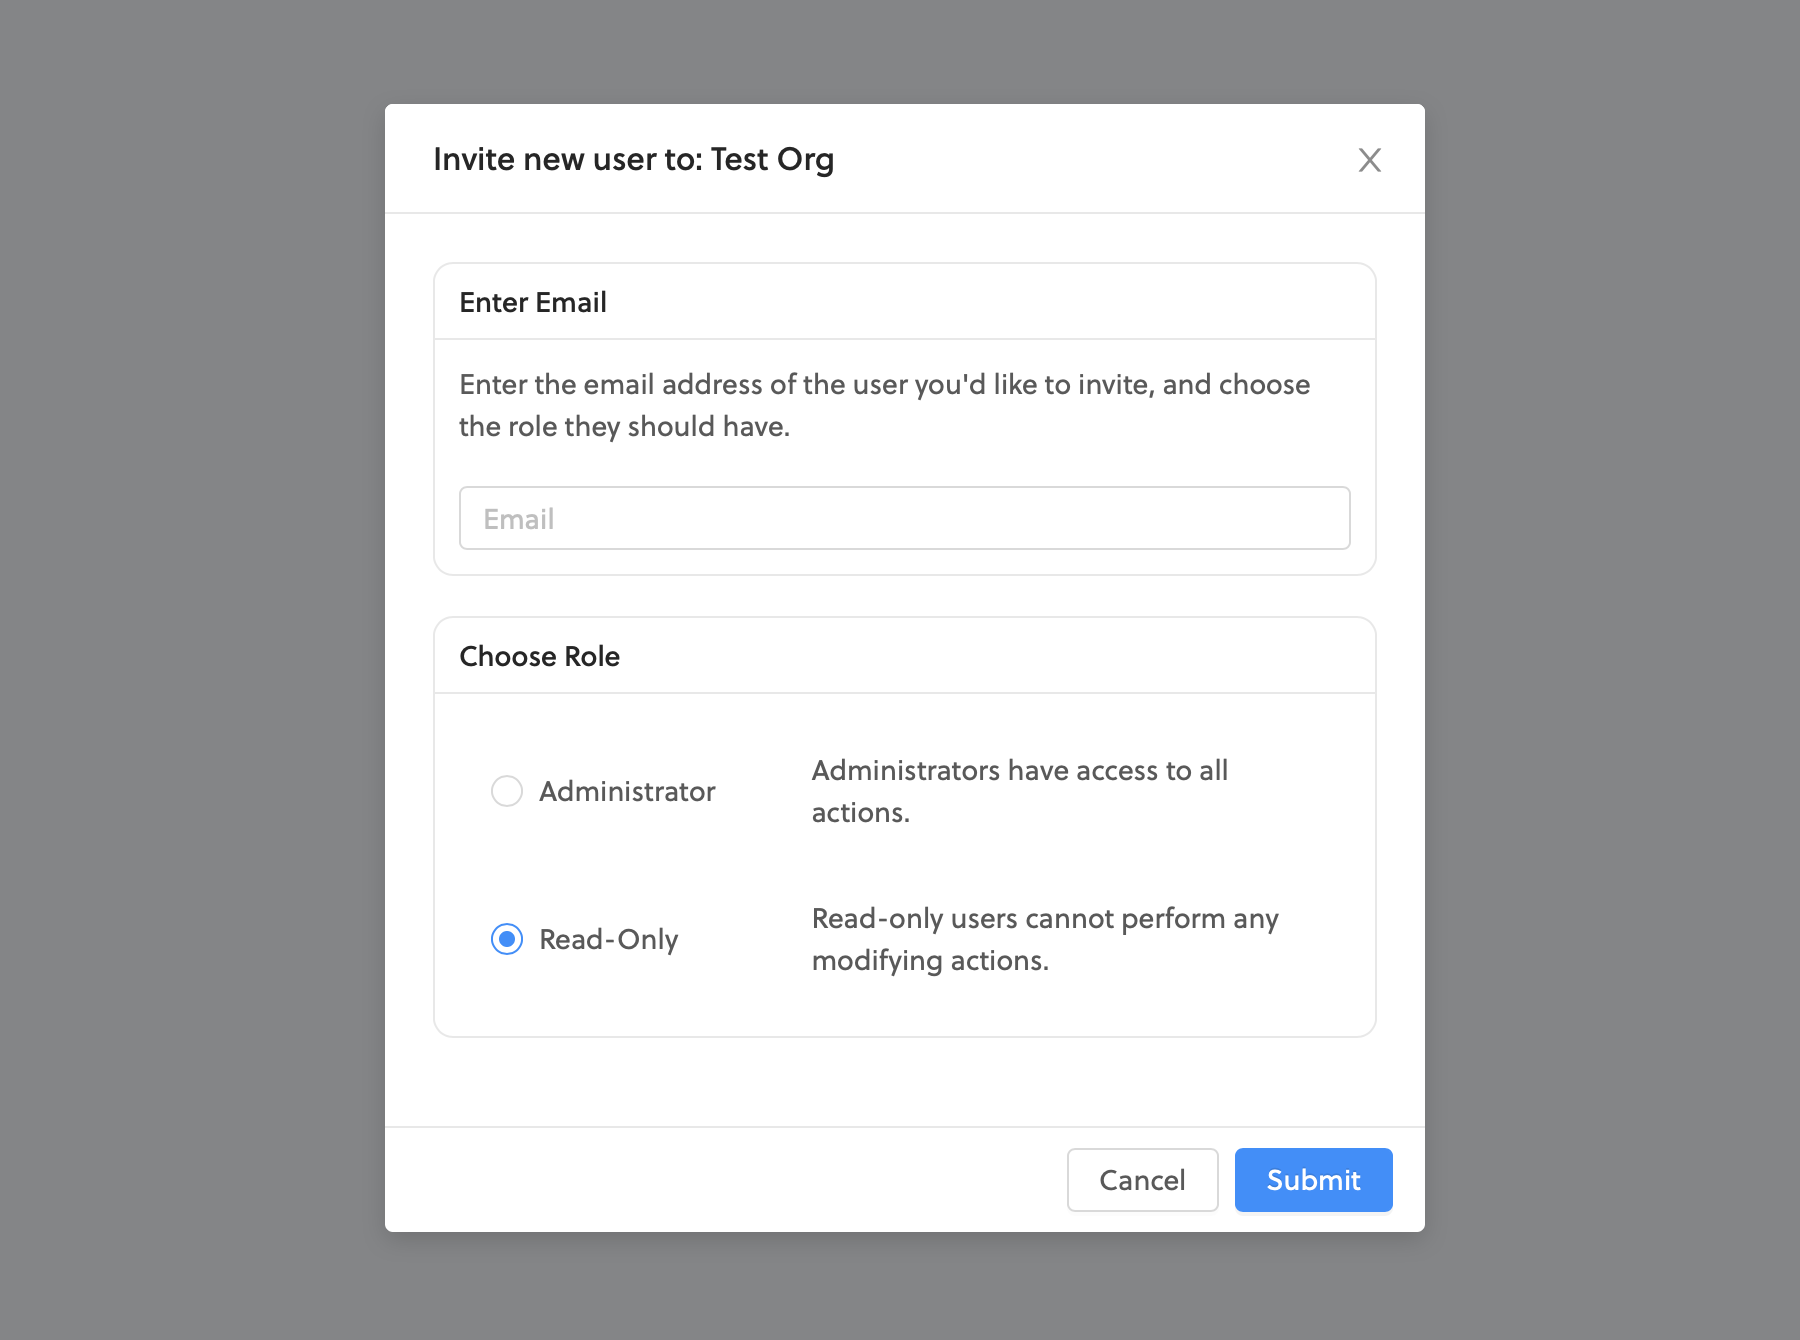 Invite new user to: Test Org
Enter Email
Enter the email address of the user you'd like to invite, and choose
the role they should have.
Email
Choose Role
Administrator
Administrators have access to all
actions.
Read-Only
Read-only users cannot perform any
modifying actions.
Cancel
Submit